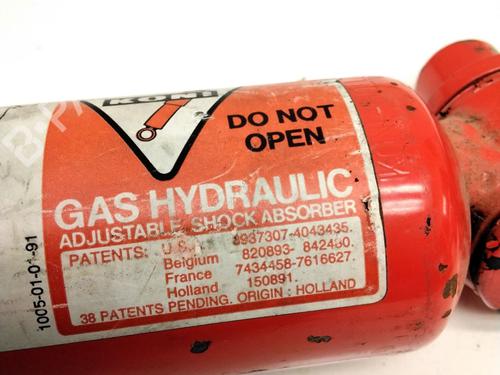 KONI
DO NOT
OPEN
GAS HYDRAULIC
ADJUSTABLE SHOCK ABSORBER
PATENTS: U.S.A. 3937307-4043435.
Belgium 820893- 842450.
France 7434458-7616627.
Holland 150891.
38 PATENTS PENDING. ORIGIN : HOLLAND
1005-01-01-91